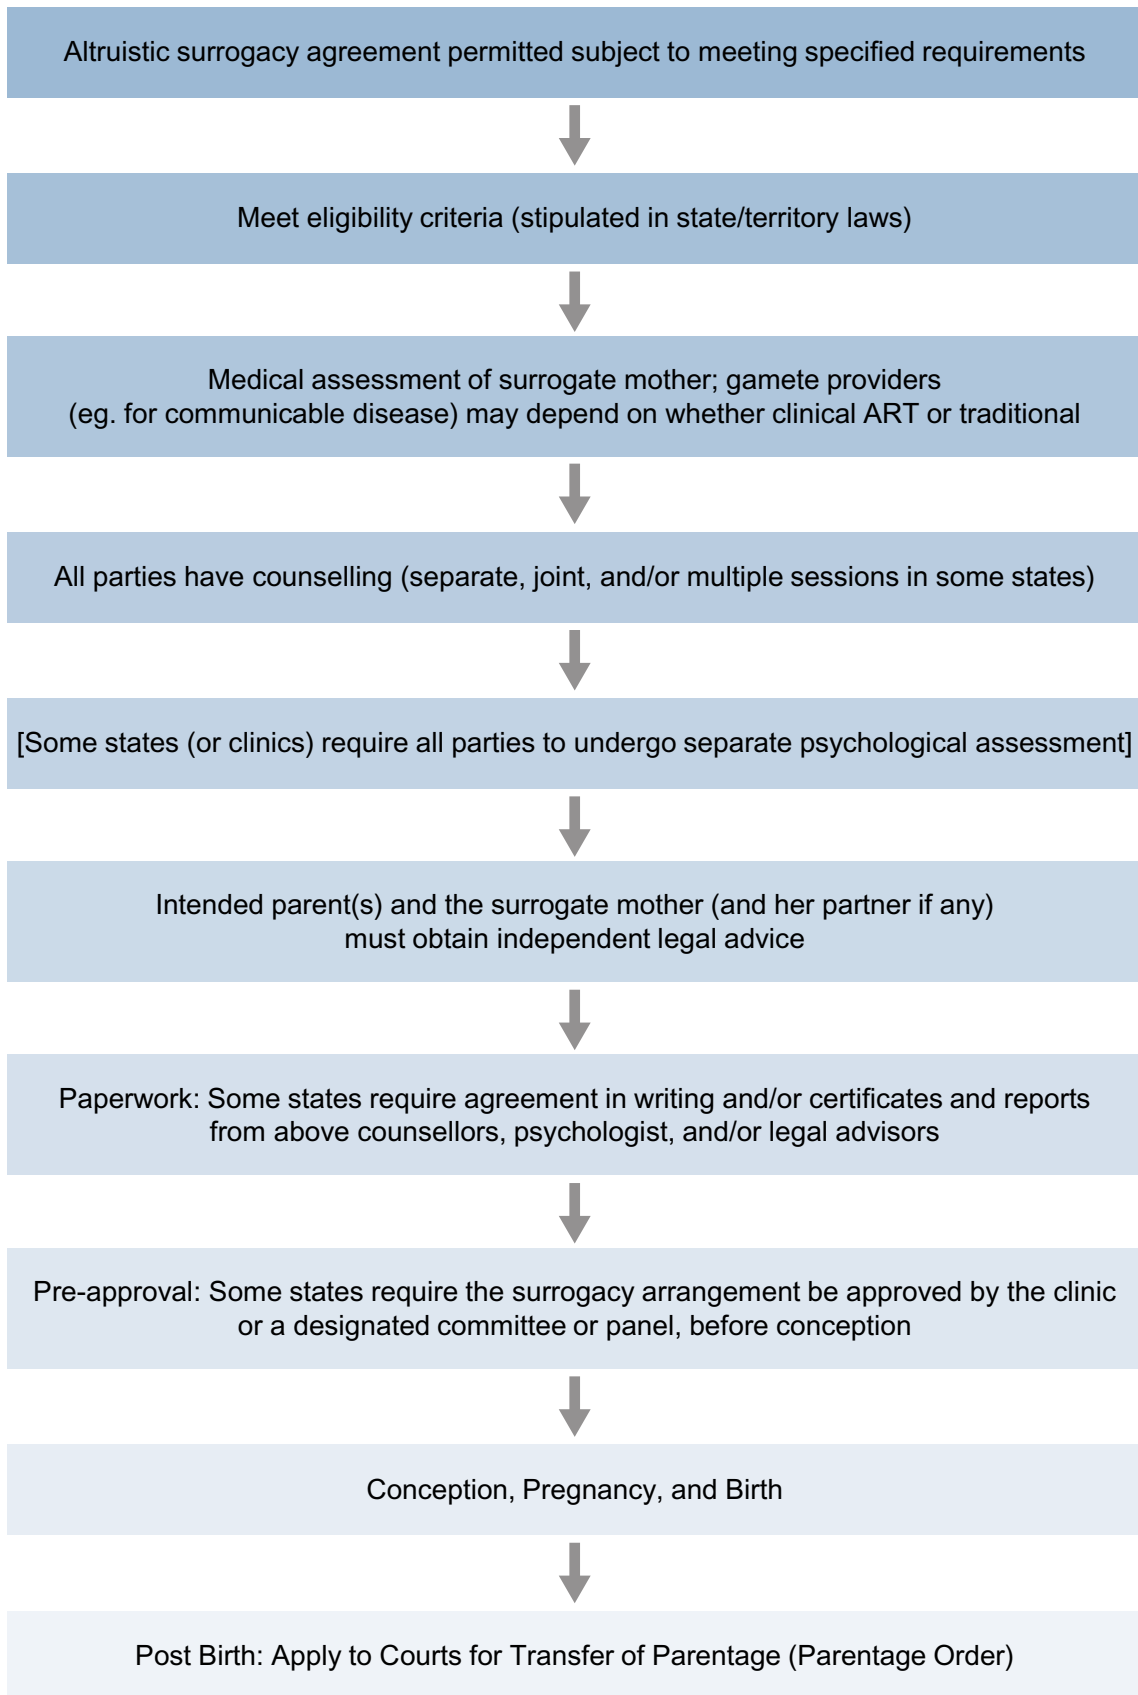 Altruistic surrogacy agreement permitted subject to meeting specified requirements
Meet eligibility criteria (stipulated in state/territory laws)
Medical assessment of surrogate mother; gamete providers
(eg. for communicable disease) may depend on whether clinical ART or traditional
All parties have counselling (separate, joint, and/or multiple sessions in some states)
[Some states (or clinics) require all parties to undergo separate psychological assessment]
Intended parent(s) and the surrogate mother (and her partner if any)
must obtain independent legal advice
Paperwork: Some states require agreement in writing and/or certificates and reports
from above counsellors, psychologist, and/or legal advisors
Pre-approval: Some states require the surrogacy arrangement be approved by the clinic
or a designated committee or panel, before conception
Conception, Pregnancy, and Birth
Post Birth: Apply to Courts for Transfer of Parentage (Parentage Order)